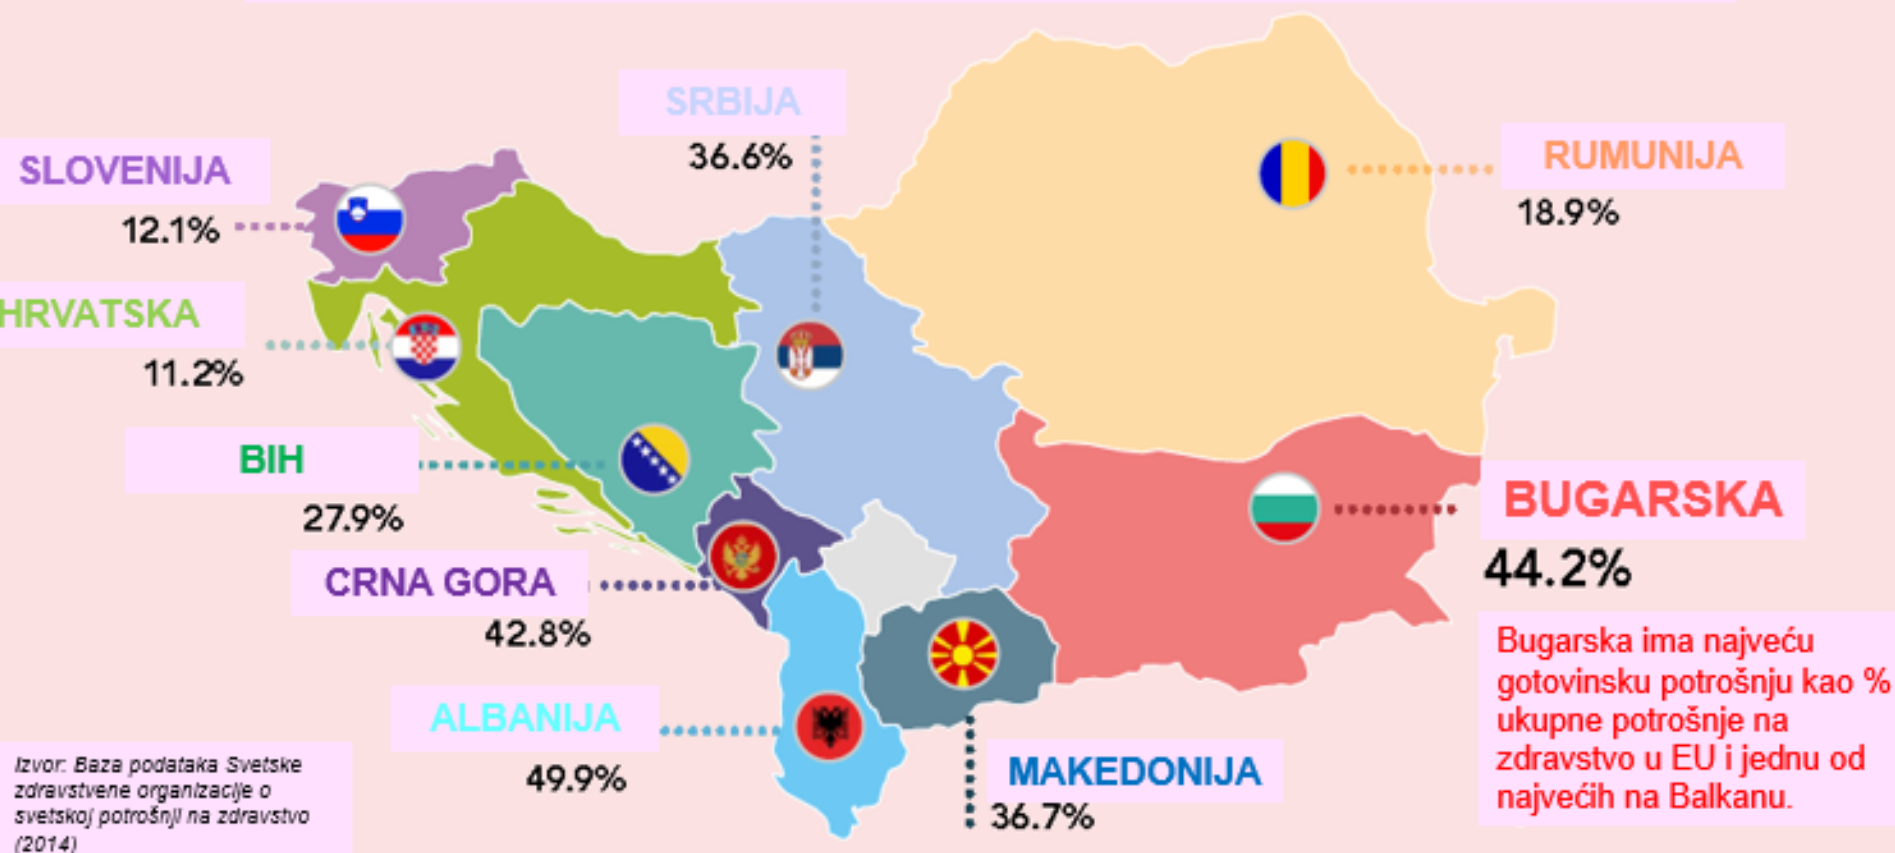 SRBIJA
36.6%
SLOVENIJA
12.1%
RUMUNIJA
18.9%
HRVATSKA
11.2%
BIH
27.9%
BUGARSKA
44.2%
CRNA GORA
42.8%
Bugarska ima najveću
gotovinsku potrošnju kao %
ukupne potrošnje na
zdravstvo u EU i jednu od
najvećih na Balkanu.
ALBANIJA
49.9%
MAKEDONIJA
36.7%
Izvor: Baza podataka Svetske
zdravstvene organizacije o
svetskoj potrošnji na zdravstvo
(2014)